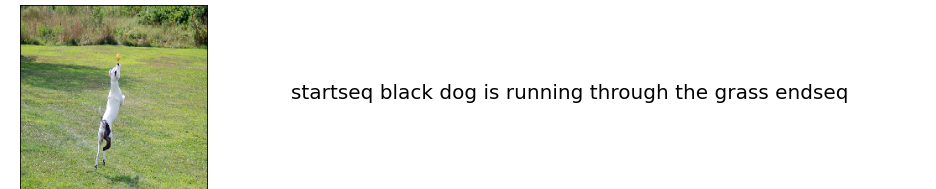 startseq black dog is running through the grass endseq